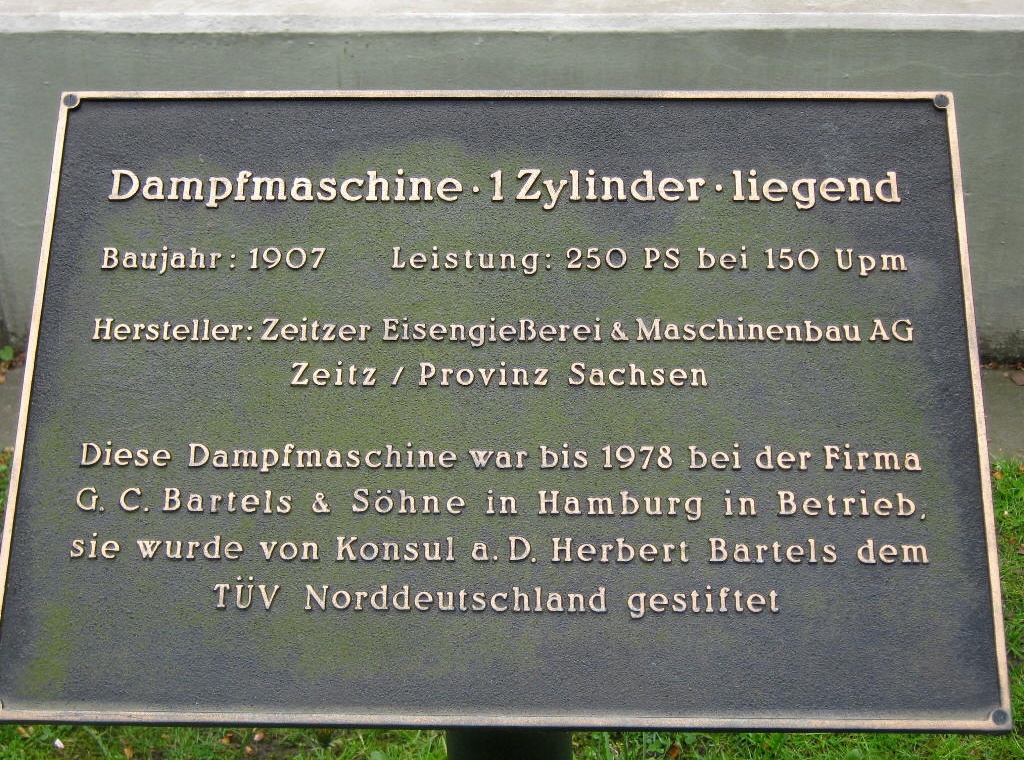 Dampfmaschine · 1 Zylinder · liegend
Baujahr: 1907 Leistung: 250 PS bei 150 Upm
Hersteller: Zeitzer Eisengießerei & Maschinenbau AG
Zeitz / Provinz Sachsen
Diese Dampfmaschine war bis 1978 bei der Firma
G. C. Bartels & Söhne in Hamburg in Betrieb,
sie wurde von Konsul a. D. Herbert Bartels dem
TÜV Norddeutschland gestiftet